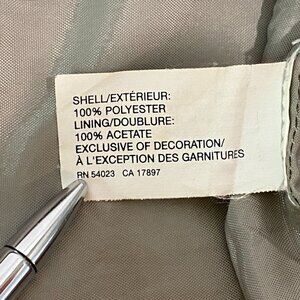 SHELL/EXTÉRIEUR:
100% POLYESTER
LINING/DOUBLURE:
100% ACETATE
EXCLUSIVE OF DECORATION/
À L'EXCEPTION DES GARNITURES
RN 54023 CA 17897